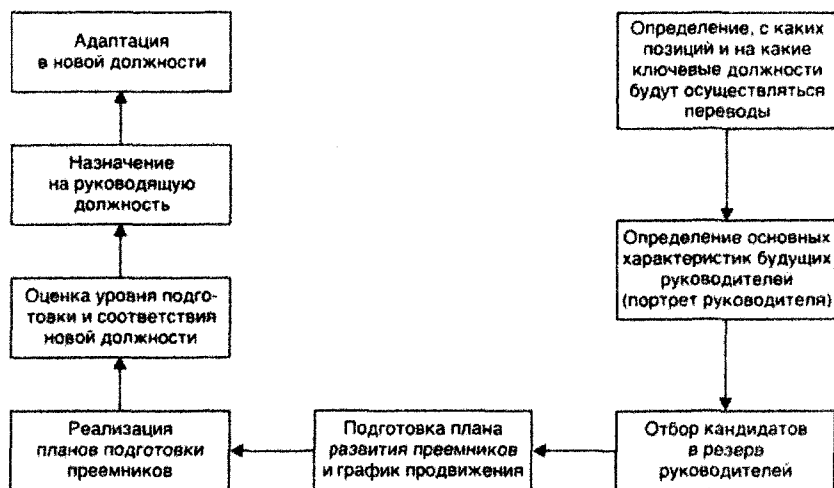 Адаптация
в новой должности
Назначение
на руководящую
должность
Оценка уровня подго-
товки и соответствия
новой должности
Реализация
планов подготовки
преемников
Подготовка плана
развития преемников
и график продвижения
Определение, с каких
позиций и на какие
ключевые должности
будут осуществляться
переводы
Определение основных
характеристик будущих
руководителей
(портрет руководителя)
Отбор кандидатов
в резерв
руководителей